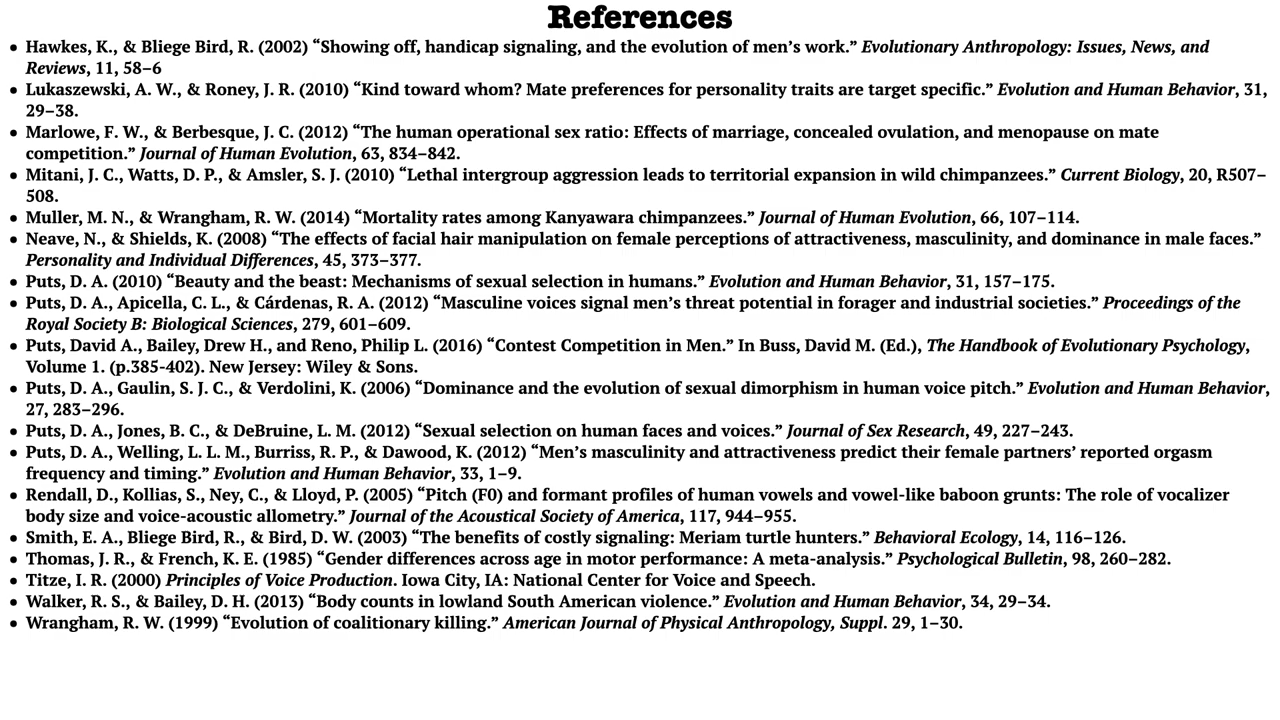 References
• Hawkes, K., & Bliege Bird, R. (2002) “Showing off, handicap signaling, and the evolution of men’s work.” Evolutionary Anthropology: Issues, News, and
Reviews, 11, 58–6
• Lukaszewski, A. W., & Roney, J. R. (2010) “Kind toward whom? Mate preferences for personality traits are target specific.” Evolution and Human Behavior, 31,
29–38.
• Marlowe, F. W., & Berbesque, J. C. (2012) “The human operational sex ratio: Effects of marriage, concealed ovulation, and menopause on mate
competition.” Journal of Human Evolution, 63, 834–842.
• Mitani, J. C., Watts, D. P., & Amsler, S. J. (2010) “Lethal intergroup aggression leads to territorial expansion in wild chimpanzees.” Current Biology, 20, R507–
508.
• Muller, M. N., & Wrangham, R. W. (2014) “Mortality rates among Kanyawara chimpanzees.” Journal of Human Evolution, 66, 107–114.
• Neave, N., & Shields, K. (2008) “The effects of facial hair manipulation on female perceptions of attractiveness, masculinity, and dominance in male faces.”
Personality and Individual Differences, 45, 373–377.
• Puts, D. A. (2010) “Beauty and the beast: Mechanisms of sexual selection in humans.” Evolution and Human Behavior, 31, 157–175.
• Puts, D. A., Apicella, C. L., & Cárdenas, R. A. (2012) “Masculine voices signal men’s threat potential in forager and industrial societies.” Proceedings of the
Royal Society B: Biological Sciences, 279, 601–609.
• Puts, David A., Bailey, Drew H., and Reno, Philip L. (2016) “Contest Competition in Men.” In Buss, David M. (Ed.), The Handbook of Evolutionary Psychology,
Volume 1. (p.385-402). New Jersey: Wiley & Sons.
• Puts, D. A., Gaulin, S. J. C., & Verdolini, K. (2006) “Dominance and the evolution of sexual dimorphism in human voice pitch.” Evolution and Human Behavior,
27, 283–296.
• Puts, D. A., Jones, B. C., & DeBruine, L. M. (2012) “Sexual selection on human faces and voices.” Journal of Sex Research, 49, 227–243.
• Puts, D. A., Welling, L. L. M., Burriss, R. P., & Dawood, K. (2012) “Men’s masculinity and attractiveness predict their female partners’ reported orgasm
frequency and timing.” Evolution and Human Behavior, 33, 1–9.
• Rendall, D., Kollias, S., Ney, C., & Lloyd, P. (2005) “Pitch (F0) and formant profiles of human vowels and vowel-like baboon grunts: The role of vocalizer
body size and voice-acoustic allometry.” Journal of the Acoustical Society of America, 117, 944–955.
• Smith, E. A., Bliege Bird, R., & Bird, D. W. (2003) “The benefits of costly signaling: Meriam turtle hunters.” Behavioral Ecology, 14, 116–126.
• Thomas, J. R., & French, K. E. (1985) “Gender differences across age in motor performance: A meta-analysis.” Psychological Bulletin, 98, 260–282.
• Titze, I. R. (2000) Principles of Voice Production. Iowa City, IA: National Center for Voice and Speech.
• Walker, R. S., & Bailey, D. H. (2013) “Body counts in lowland South American violence.” Evolution and Human Behavior, 34, 29–34.
• Wrangham, R. W. (1999) “Evolution of coalitionary killing.” American Journal of Physical Anthropology, Suppl. 29, 1–30.